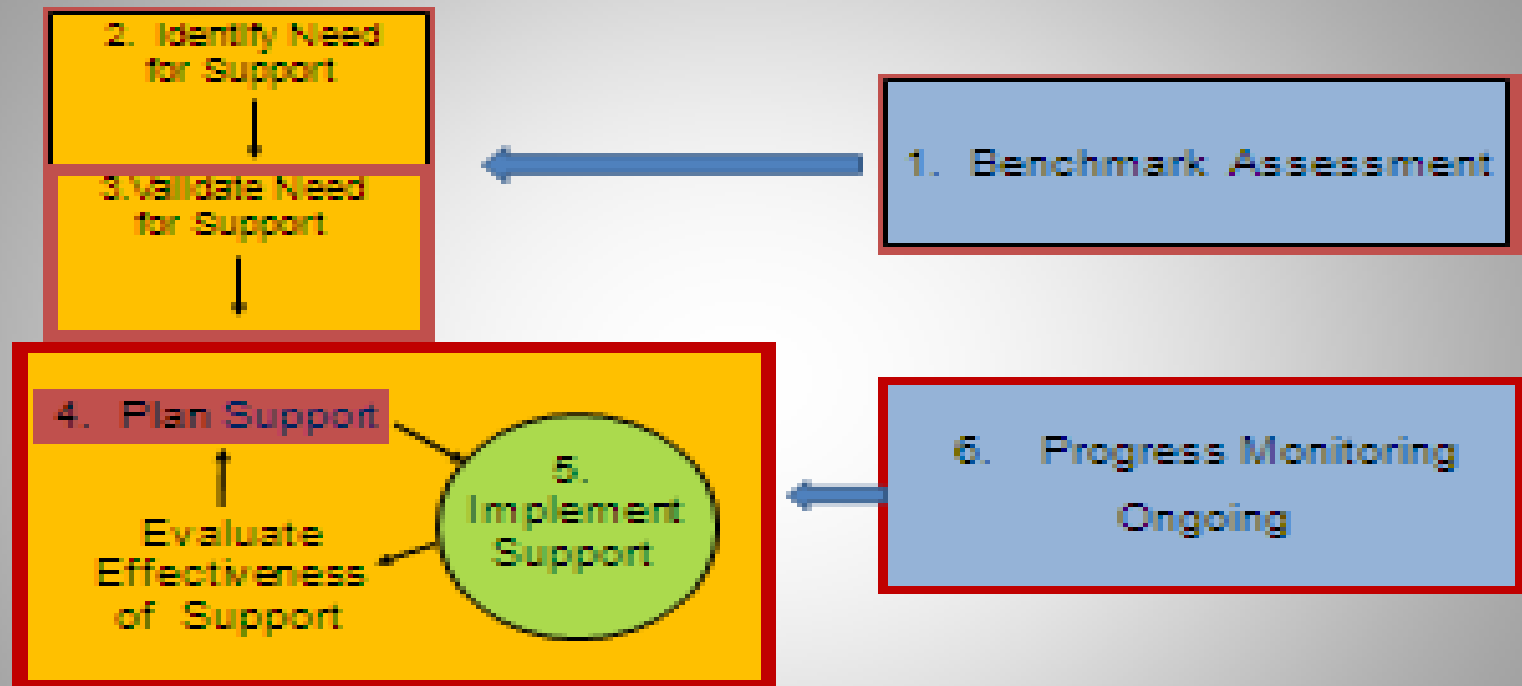 2. Identify Need
for Support
3.Validate Need
for Support
1. Benchmark Assessment
4. Plan Support
5.
Implement
Support
Evaluate
Effectiveness
of Support
6. Progress Monitoring
Ongoing